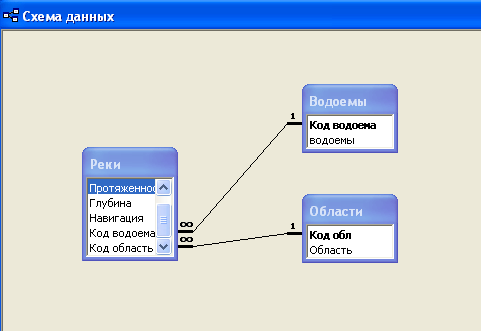 Схема данных
Водоемы
1
Код водоема
водоемы
Реки
Глубина
Навигация
Код водоема
Код область
∞
∞
Области
1
Код обл
Область